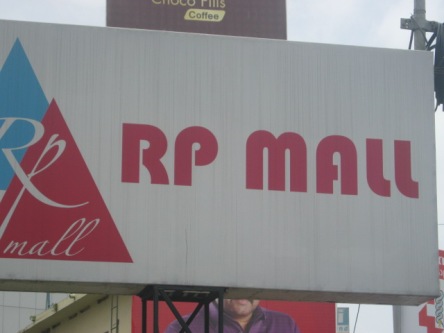 Choco Fills
Coffee
RP MALL
RP
mall